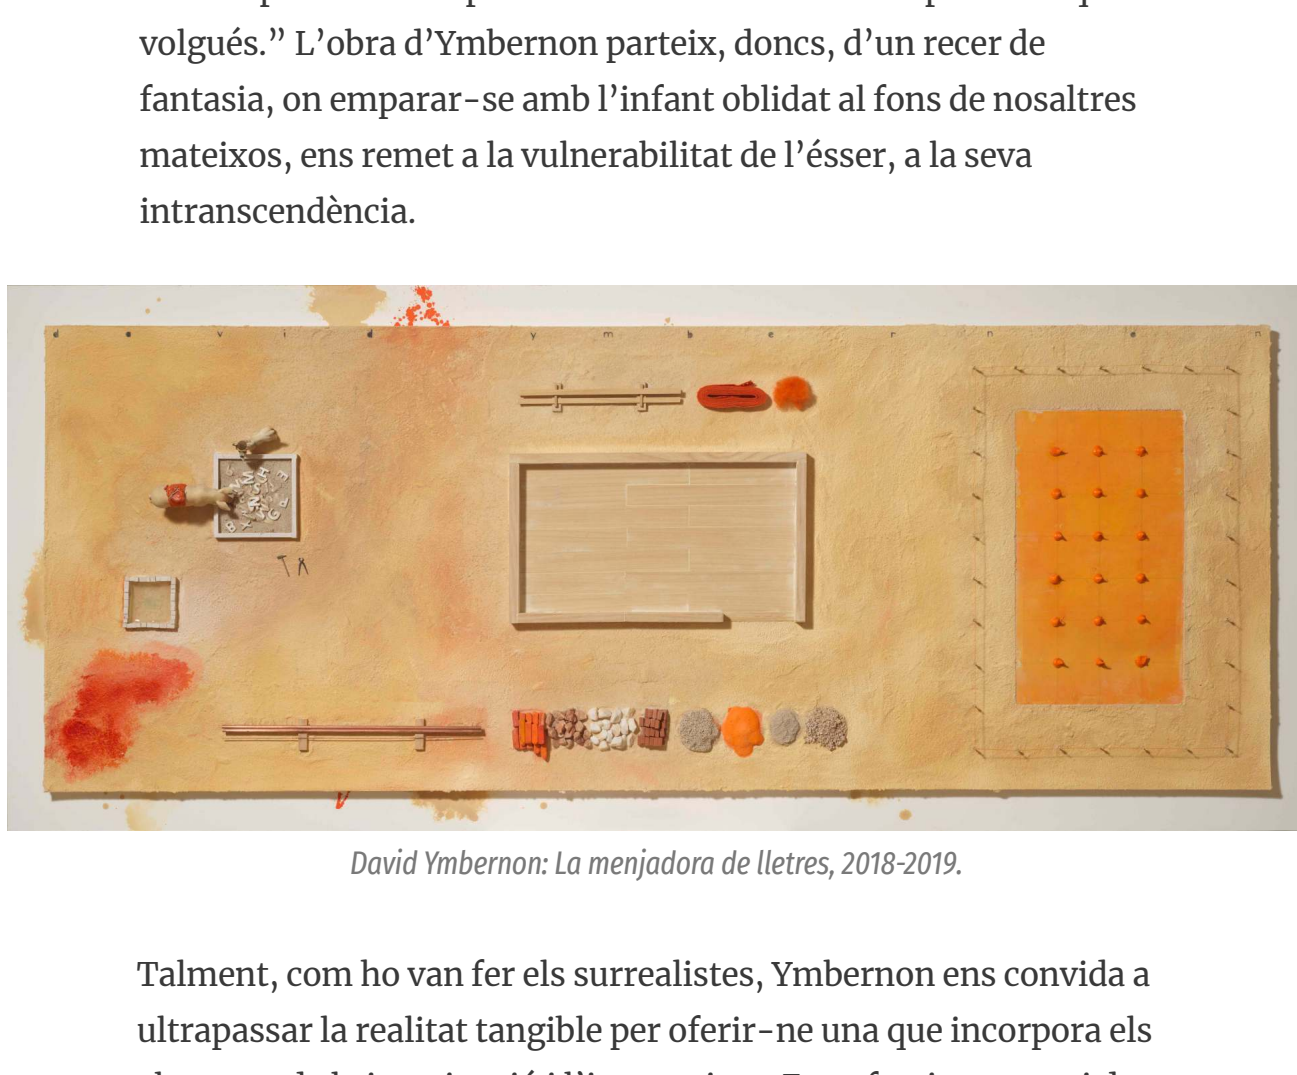 volgués.” L’obra d’Ymbernon parteix, doncs, d’un recer de
fantasia, on emparar-se amb l’infant oblidat al fons de nosaltres
mateixos, ens remet a la vulnerabilitat de l’ésser, a la seva
intranscendència.
d a v i d y m b e r n o n
David Ymbernon: La menjadora de lletres, 2018-2019.
Talment, com ho van fer els surrealistes, Ymbernon ens convida a
ultrapassar la realitat tangible per oferir-ne una que incorpora els